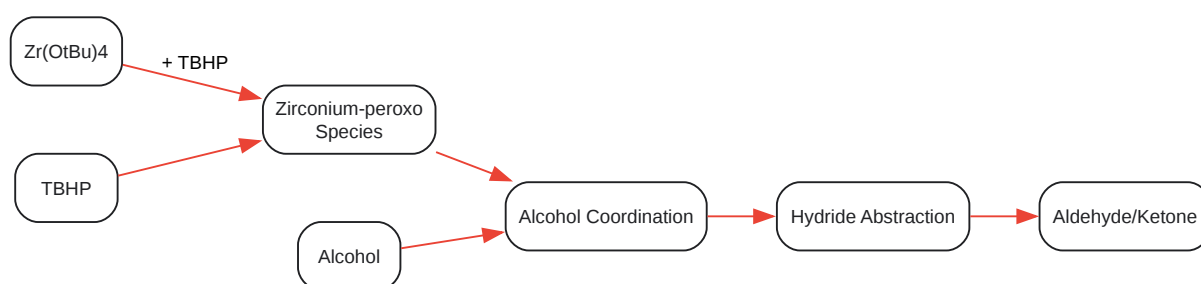 Zr(OtBu)4
+ TBHP
Zirconium-peroxo
Species
TBHP
Alcohol Coordination
Hydride Abstraction
Aldehyde/Ketone
Alcohol